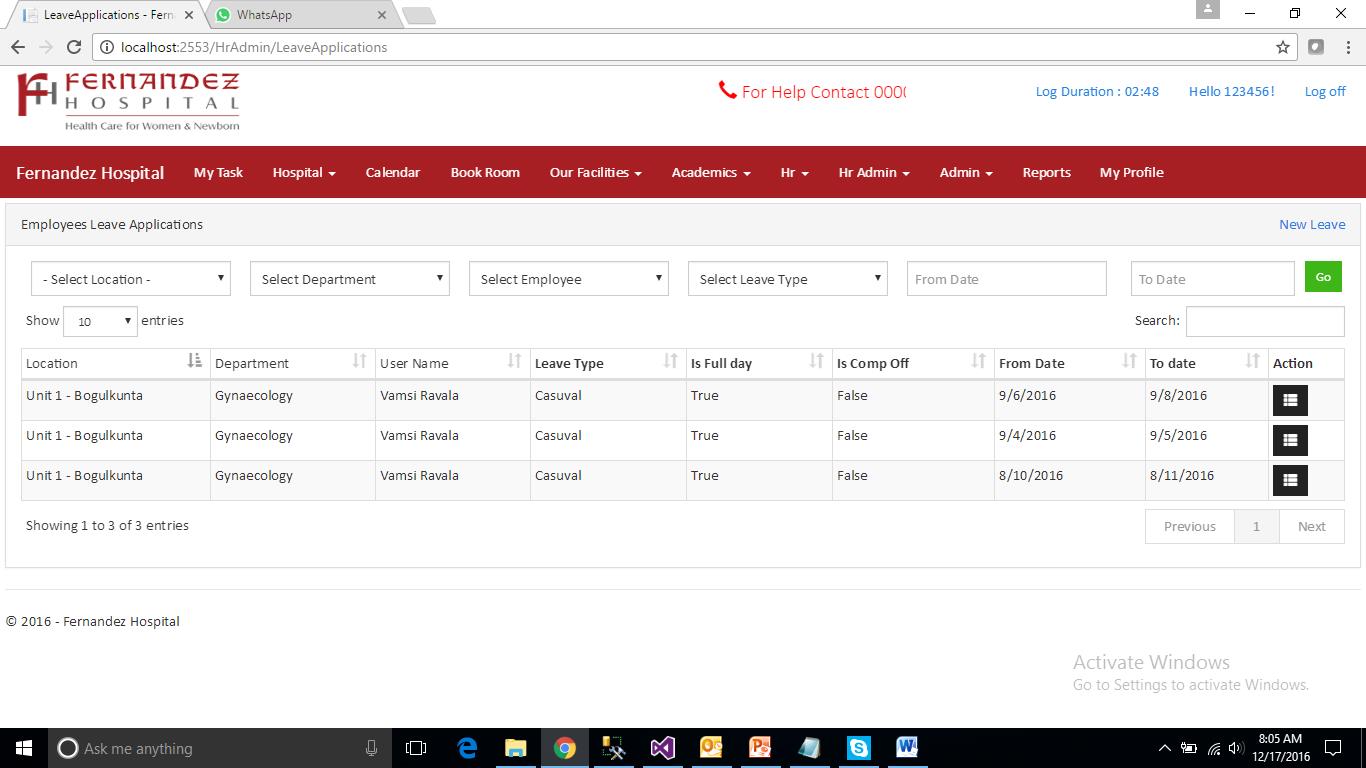 LeaveApplications - Fern
WhatsApp
localhost:2553/HrAdmin/LeaveApplications
FERNANDEZ
HOSPITAL
Health Care for Women & Newborn
For Help Contact 0000
Log Duration : 02:48
Hello 123456!
Log off
Fernandez Hospital My Task Hospital Calendar Book Room Our Facilities Academics Hr Hr Admin Admin Reports My Profile
Employees Leave Applications New Leave
- Select Location - Select Department Select Employee Select Leave Type From Date To Date Go
Show 10 entries Search:
Location Department User Name Leave Type Is Full day Is Comp Off From Date To date Action
Unit 1 - Bogulkunta Gynaecology Vamsi Ravala Casuval True False 9/6/2016 9/8/2016
Unit 1 - Bogulkunta Gynaecology Vamsi Ravala Casuval True False 9/4/2016 9/5/2016
Unit 1 - Bogulkunta Gynaecology Vamsi Ravala Casuval True False 8/10/2016 8/11/2016
Showing 1 to 3 of 3 entries Previous 1 Next
© 2016 - Fernandez Hospital
Activate Windows
Go to Settings to activate Windows.
Ask me anything
8:05 AM
12/17/2016